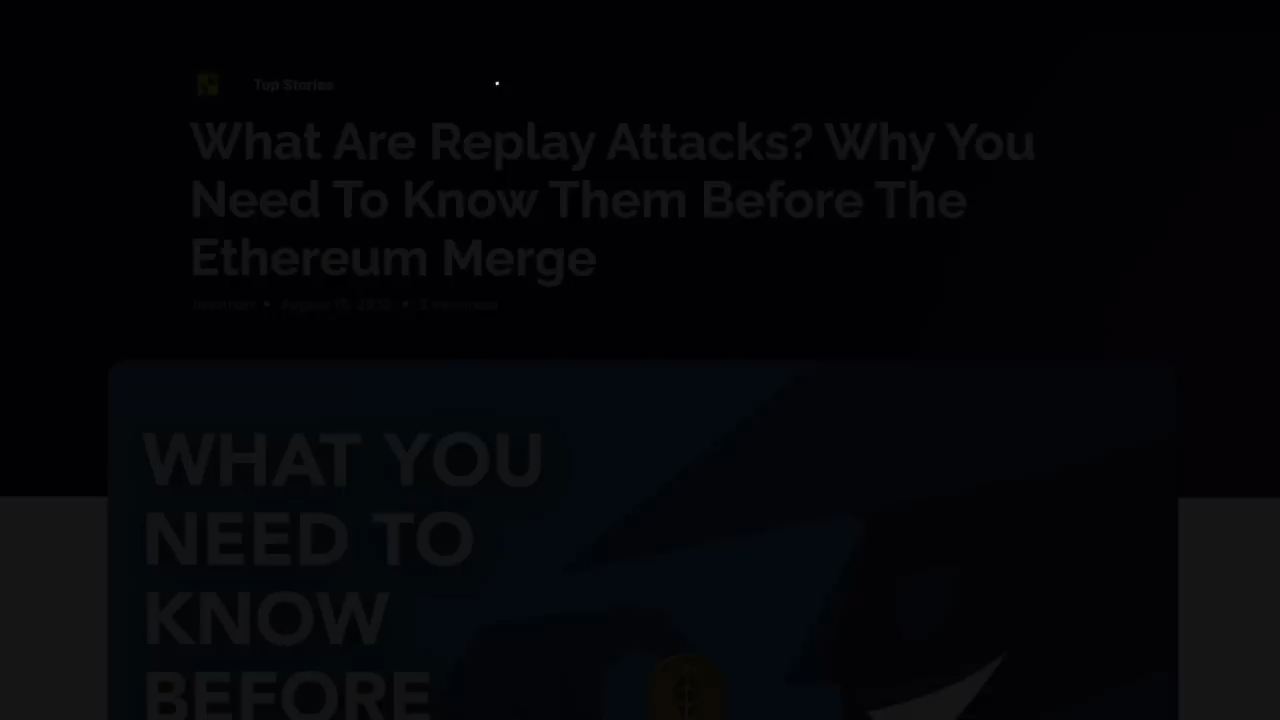 Top Stories
What Are Replay Attacks? Why You
Need To Know Them Before The
Ethereum Merge
WHAT YOU
NEED TO
KNOW
BEFORE